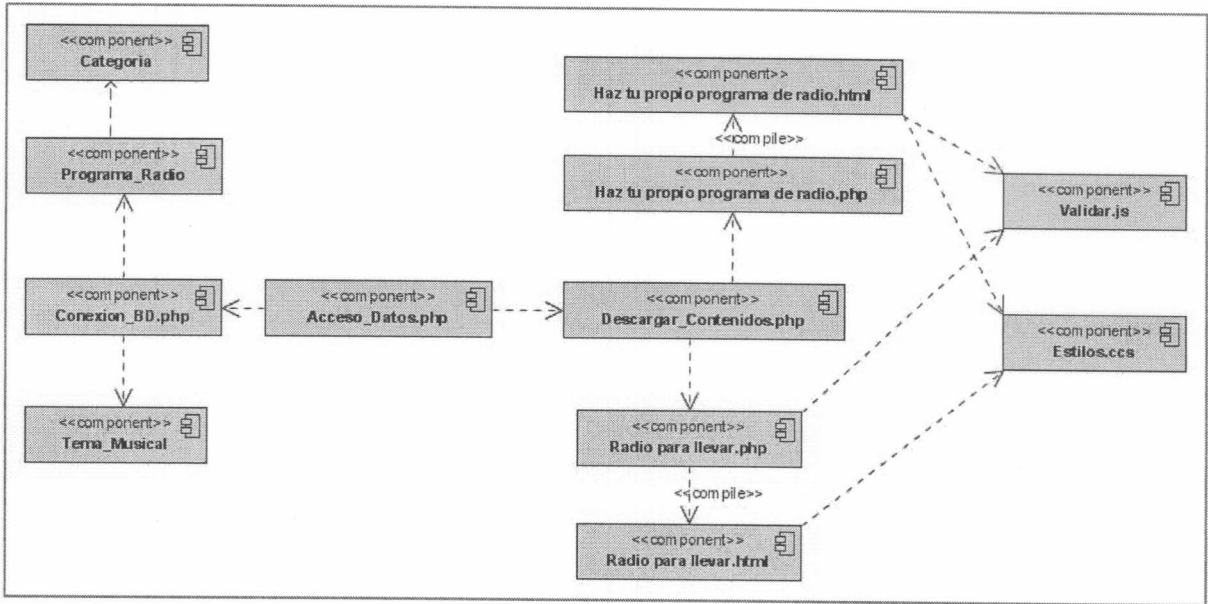 <<component>>
Categoria
<<component>>
Programa_Radio
<<component>>
Conexion_BD.php
<<component>>
Tema_Musical
<<component>>
Acceso_Datos.php
<<component>>
Haz tu propio programa de radio.html
<<compile>>
<<component>>
Haz tu propio programa de radio.php
<<component>>
Descargar_Contenidos.php
<<component>>
Radio para llevar.php
<<compile>>
<<component>>
Radio para llevar.html
<<component>>
Validar.js
<<component>>
Estilos.ccs